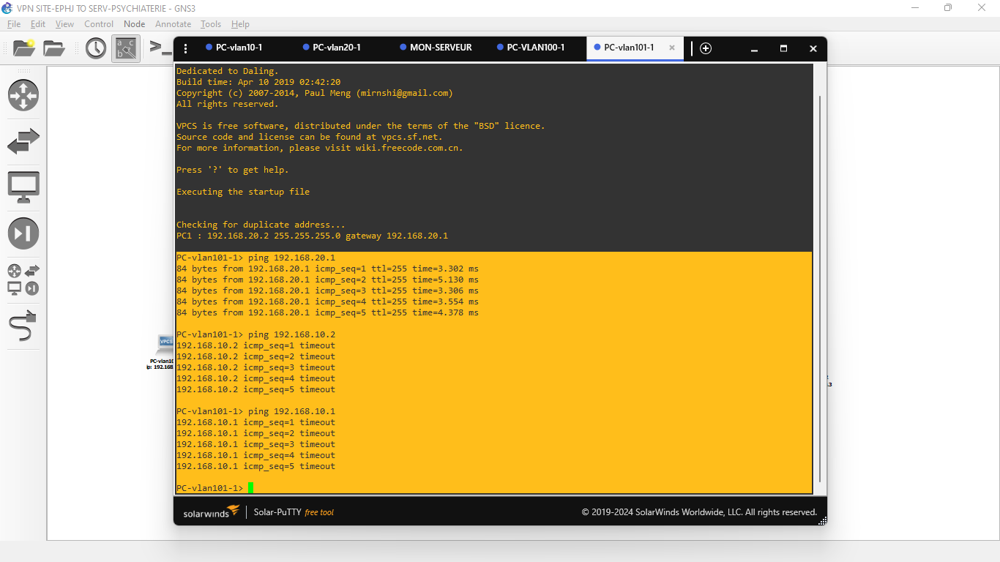 VPN SITE-EPHJ TO SERV-PSYCHIATERIE - GNS3
File Edit View Control Node Annotate Tools Help
PC-vlan10-1 PC-vlan20-1 MON-SERVEUR PC-VLAN100-1 PC-vlan101-1
Dedicated to Daling.
Build time: Apr 10 2019 02:42:20
Copyright (c) 2007-2014, Paul Meng (mirnshi@gmail.com)
All rights reserved.
VPCS is free software, distributed under the terms of the "BSD" licence.
Source code and license can be found at vpcs.sf.net.
For more information, please visit wiki.freecode.com.cn.
Press '?' to get help.
Executing the startup file
Checking for duplicate address...
PC1 : 192.168.20.2 255.255.255.0 gateway 192.168.20.1
PC-vlan101-1> ping 192.168.20.1
84 bytes from 192.168.20.1 icmp_seq=1 ttl=255 time=3.302 ms
84 bytes from 192.168.20.1 icmp_seq=2 ttl=255 time=5.130 ms
84 bytes from 192.168.20.1 icmp_seq=3 ttl=255 time=3.306 ms
84 bytes from 192.168.20.1 icmp_seq=4 ttl=255 time=3.554 ms
84 bytes from 192.168.20.1 icmp_seq=5 ttl=255 time=4.378 ms
PC-vlan101-1> ping 192.168.10.2
192.168.10.2 icmp_seq=1 timeout
192.168.10.2 icmp_seq=2 timeout
192.168.10.2 icmp_seq=3 timeout
192.168.10.2 icmp_seq=4 timeout
192.168.10.2 icmp_seq=5 timeout
PC-vlan101-1> ping 192.168.10.1
192.168.10.1 icmp_seq=1 timeout
192.168.10.1 icmp_seq=2 timeout
192.168.10.1 icmp_seq=3 timeout
192.168.10.1 icmp_seq=4 timeout
192.168.10.1 icmp_seq=5 timeout
PC-vlan101-1>
VPCS
PC-vlan10
ip: 192.168
solarwinds Solar-PuTTY free tool © 2019-2024 SolarWinds Worldwide, LLC. All rights reserved.